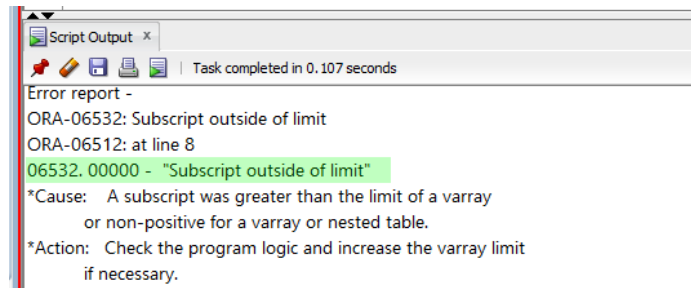 Script Output x
Task completed in 0.107 seconds
Error report -
ORA-06532: Subscript outside of limit
ORA-06512: at line 8
06532. 00000 - "Subscript outside of limit"
*Cause: A subscript was greater than the limit of a varray
or non-positive for a varray or nested table.
*Action: Check the program logic and increase the varray limit
if necessary.